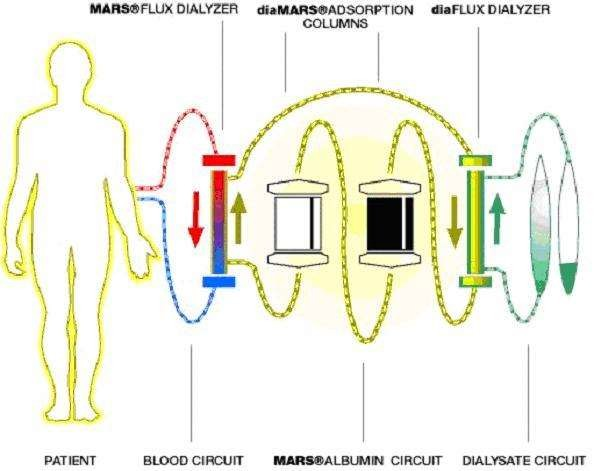 MARS®FLUX DIALYZER
diaMARS®ADSORPTION
COLUMNS
diaFLUX DIALYZER
PATIENT
BLOOD CIRCUIT
MARS®ALBUMIN CIRCUIT
DIALYSATE CIRCUIT